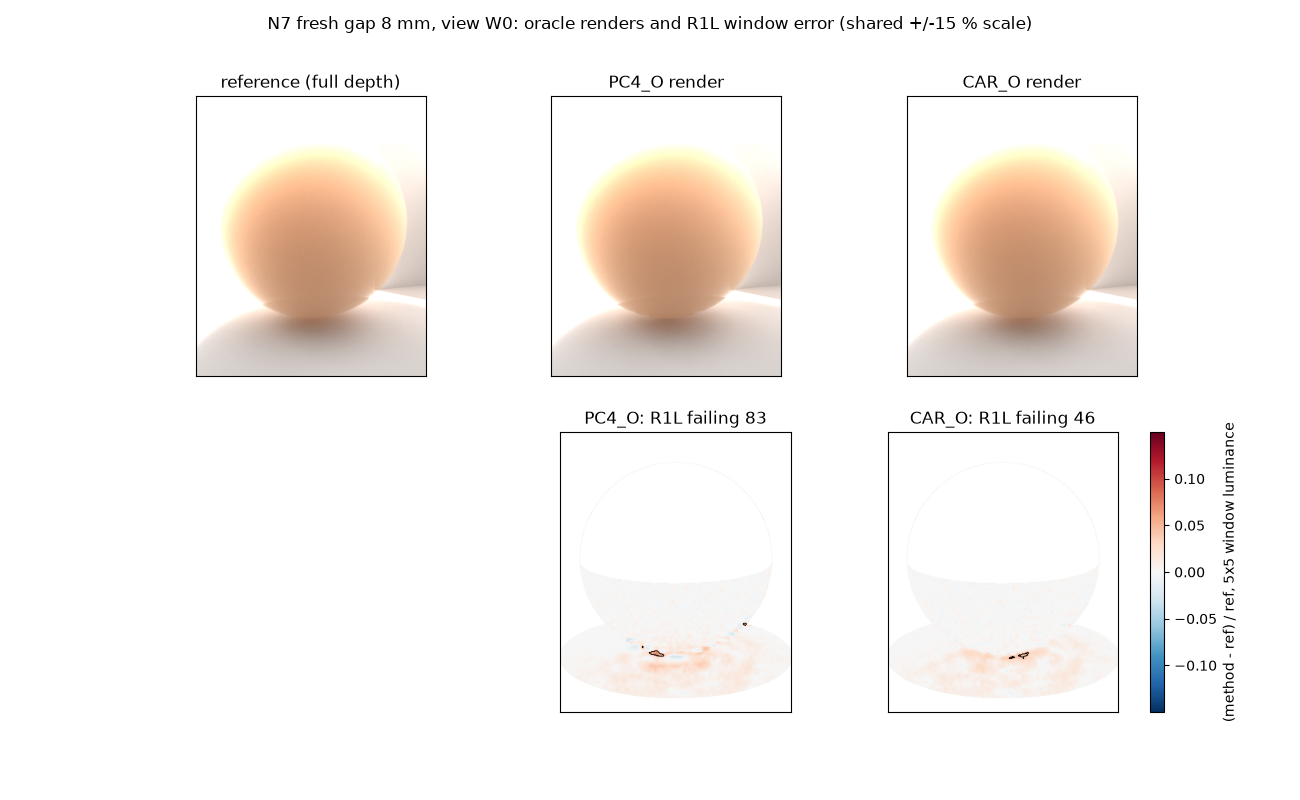 N7 fresh gap 8 mm, view W0: oracle renders and R1L window error (shared +/-15 % scale)
reference (full depth)
PC4_O render
CAR_O render
PC4_O: R1L failing 83
CAR_O: R1L failing 46
0.10
0.05
0.00
−0.05
−0.10
(method - ref) / ref, 5x5 window luminance